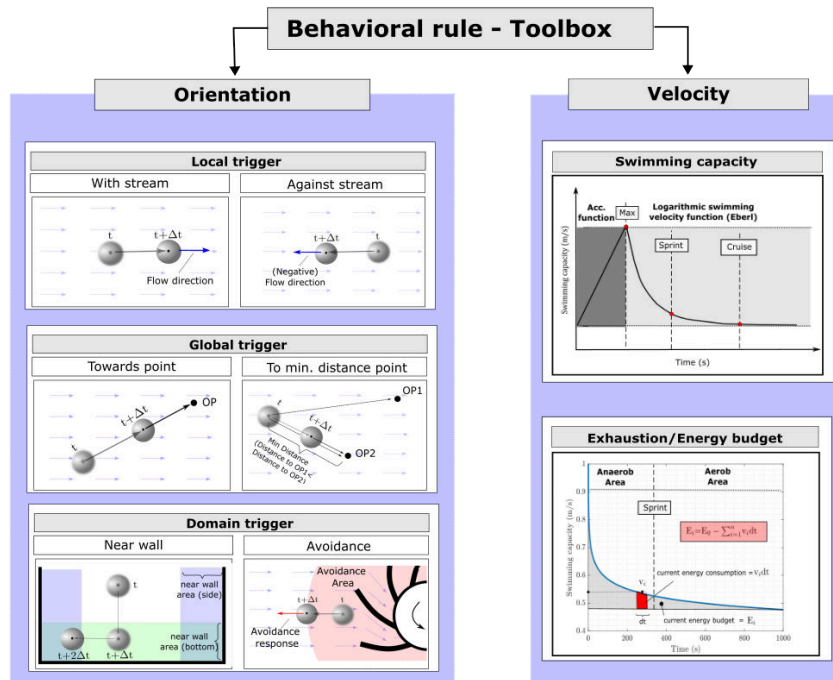 Behavioral rule - Toolbox
Orientation
Local trigger
With stream
Against stream
t
t+Δt
Flow direction
t+Δt
t
(Negative)
Flow direction
Global trigger
Towards point
To min. distance point
OP
t+Δt
t
OP1
t
t+Δt
OP2
Min Distance
(Distance to OP1<
Distance to OP2)
Domain trigger
Near wall
Avoidance
t
near wall
area (side)
near wall
area (bottom)
t+2Δt
t+Δt
Avoidance
Area
t+Δt
t
Avoidance
response
Velocity
Swimming capacity
Acc.
function
Max
Logarithmic swimming
velocity function (Eberl)
Sprint
Cruise
Swimming capacity (m/s)
Time (s)
Exhaustion/Energy budget
Anaerob
Area
Aerob
Area
Sprint
E_i=E_0 − ∑_{i=1}^{n} v_i dt
current energy consumption =v_i dt
v_i
current energy budget = E_i
dt
Swimming capacity (m/s)
1
0.9
0.8
0.7
0.6
0.5
0.4
0
200
400
600
800
1000
Time (s)